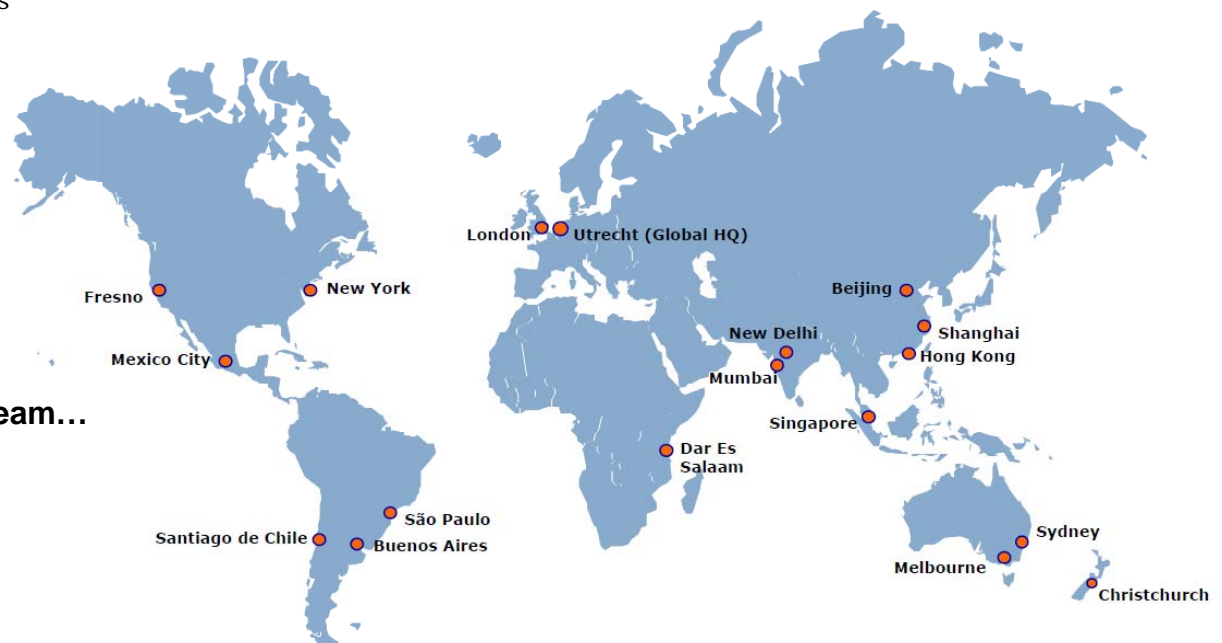 s
London
Utrecht (Global HQ)
Fresno
New York
Beijing
Shanghai
New Delhi
Hong Kong
Mexico City
Mumbai
eam…
Singapore
Dar Es
Salaam
São Paulo
Santiago de Chile
Buenos Aires
Sydney
Melbourne
Christchurch